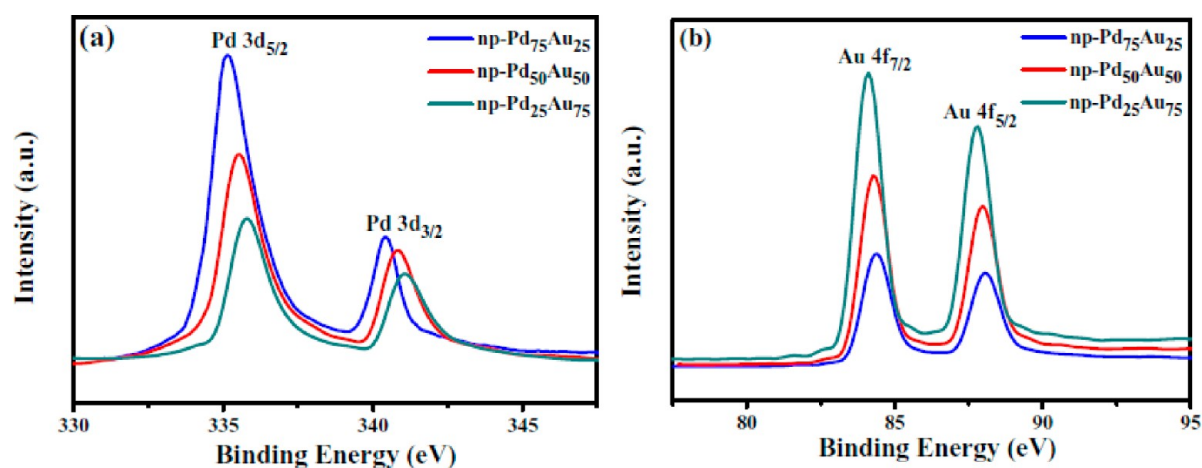 (a)
Pd 3d5/2
np-Pd75Au25
np-Pd50Au50
np-Pd25Au75
Pd 3d3/2
Intensity (a.u.)
330 335 340 345
Binding Energy (eV)
(b)
Au 4f7/2
np-Pd75Au25
np-Pd50Au50
np-Pd25Au75
Au 4f5/2
Intensity (a.u.)
80 85 90 95
Binding Energy (eV)